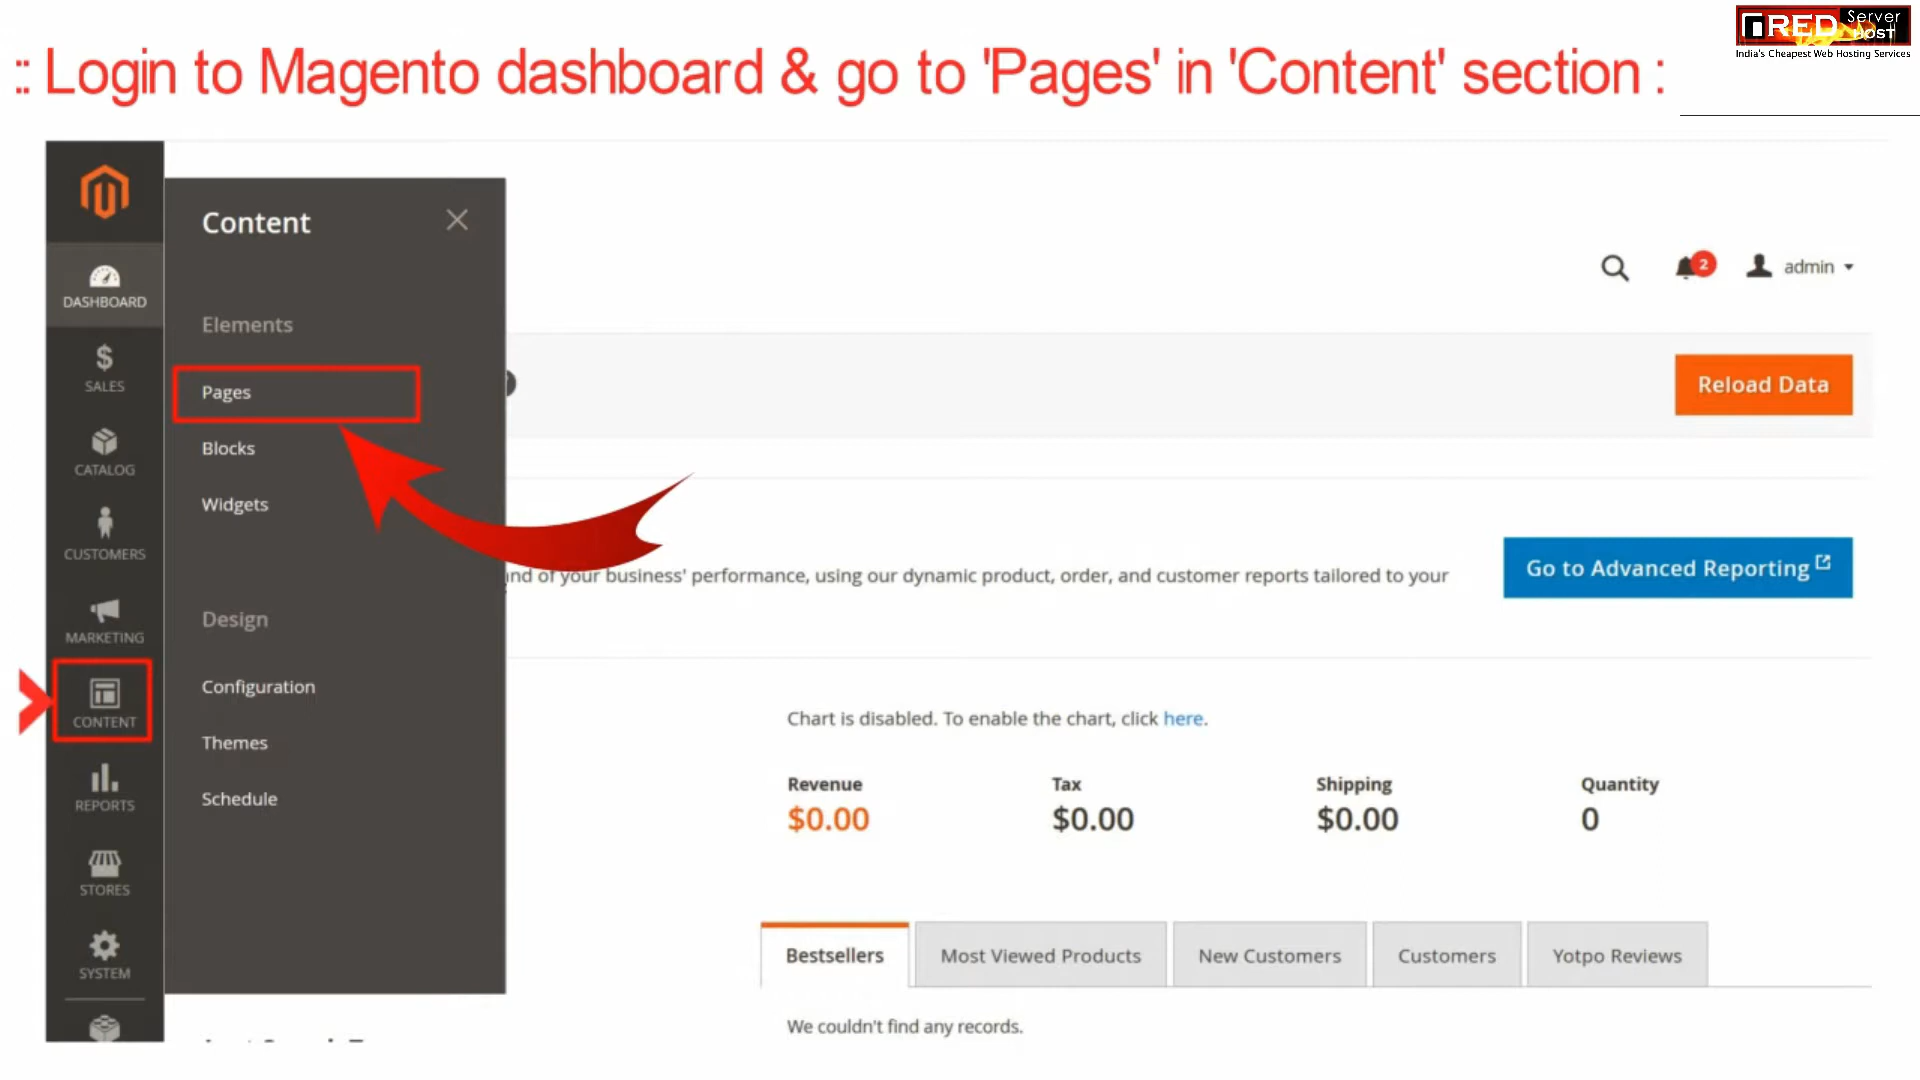 :: Login to Magento dashboard & go to 'Pages' in 'Content' section :
RED Server HOST
India's Cheapest Web Hosting Services
Content
Elements
Pages
Blocks
Widgets
Design
Configuration
Themes
Schedule
DASHBOARD
SALES
CATALOG
CUSTOMERS
MARKETING
CONTENT
REPORTS
STORES
SYSTEM
2
admin
Reload Data
of your business' performance, using our dynamic product, order, and customer reports tailored to your
Go to Advanced Reporting
Chart is disabled. To enable the chart, click here.
Revenue Tax Shipping Quantity
$0.00 $0.00 $0.00 0
Bestsellers Most Viewed Products New Customers Customers Yotpo Reviews
We couldn't find any records.